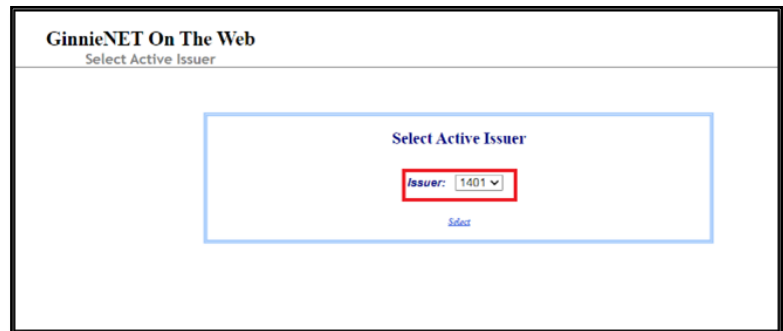 GinnieNET On The Web
Select Active Issuer
Select Active Issuer
Issuer: 1401
Select